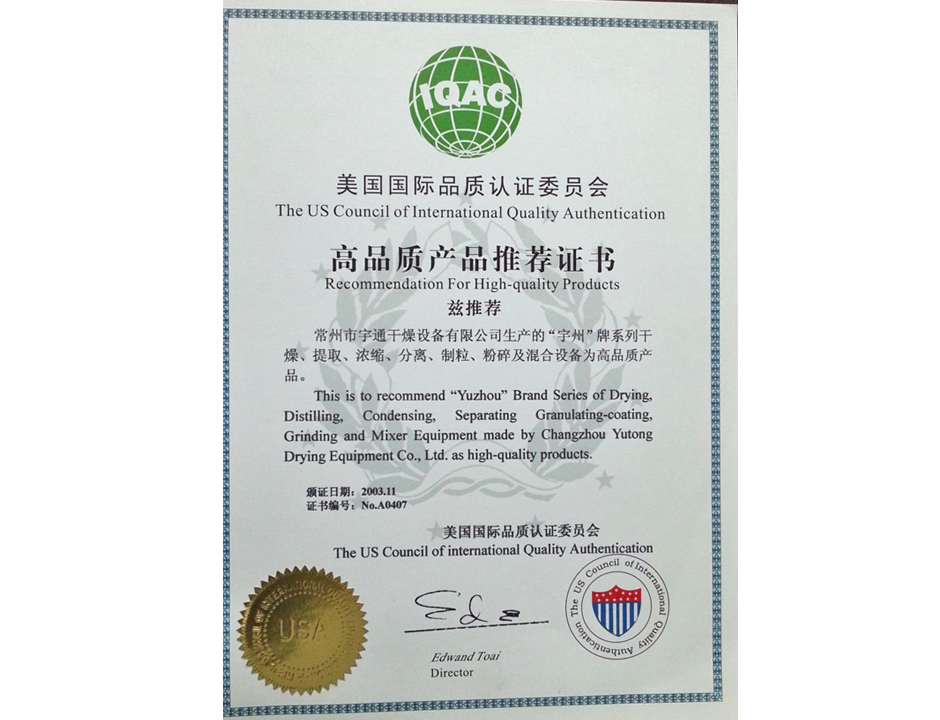 IQAC
美国国际品质认证委员会
The US Council of International Quality Authentication
高品质产品推荐证书
Recommendation For High-quality Products
兹推荐
常州市宇通干燥设备有限公司生产的“宇州”牌系列干
燥、提取、浓缩、分离、制粒、粉碎及混合设备为高品质产
品。
This is to recommend “Yuzhou” Brand Series of Drying,
Distilling, Condensing, Separating Granulating-coating,
Grinding and Mixer Equipment made by Changzhou Yutong
Drying Equipment Co., Ltd. as high-quality products.
颁证日期：2003.11
证书编号：No.A0407
美国国际品质认证委员会
The US Council of international Quality Authentication
The US Council of International Quality Authentication
USA
Edwand Toai
Director